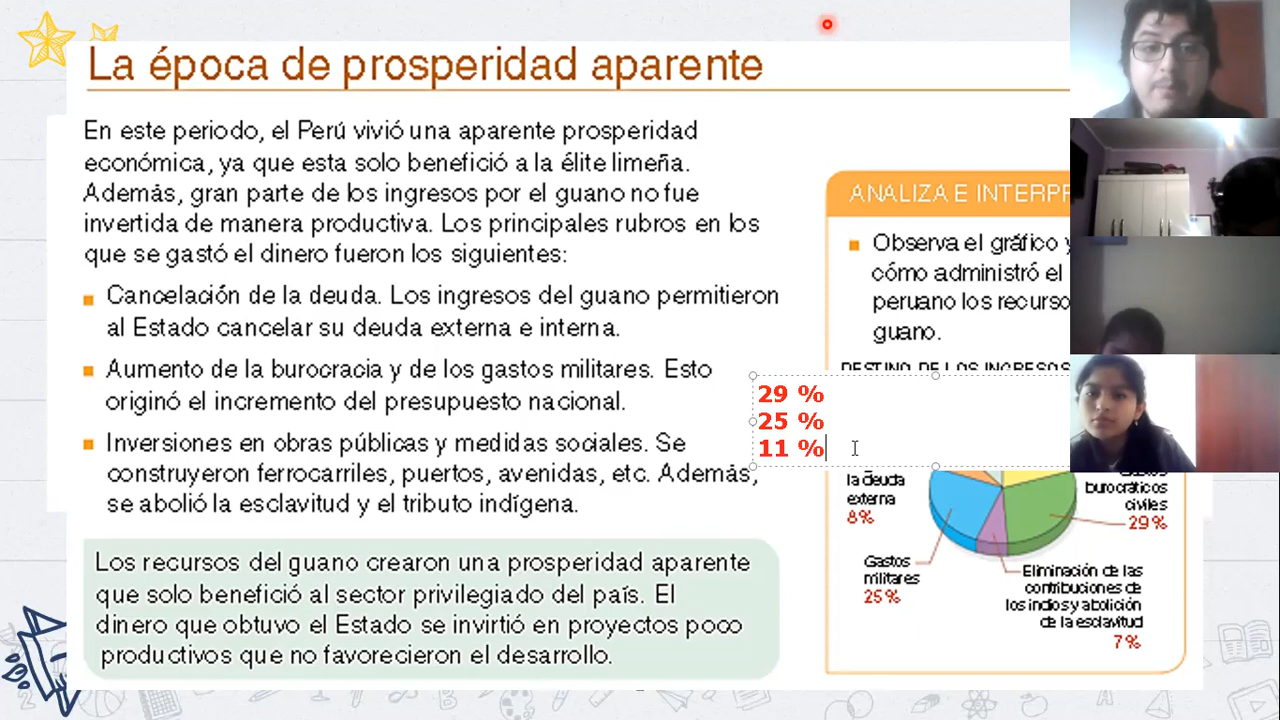 La época de prosperidad aparente
En este periodo, el Perú vivió una aparente prosperidad
económica, ya que esta solo benefició a la élite limeña.
Además, gran parte de los ingresos por el guano no fue
invertida de manera productiva. Los principales rubros en los
que se gastó el dinero fueron los siguientes:
Cancelación de la deuda. Los ingresos del guano permitieron
al Estado cancelar su deuda externa e interna.
Aumento de la burocracia y de los gastos militares. Esto
originó el incremento del presupuesto nacional.
Inversiones en obras públicas y medidas sociales. Se
construyeron ferrocarriles, puertos, avenidas, etc. Además,
se abolió la esclavitud y el tributo indígena.
Los recursos del guano crearon una prosperidad aparente
que solo benefició al sector privilegiado del país. El
dinero que obtuvo el Estado se invirtió en proyectos poco
productivos que no favorecieron el desarrollo.
ANALIZA E INTERPR
Observa el gráfico y
cómo administró el
peruano los recurso
guano.
DESTINO DE LOS INGRESOS
29 %
25 %
11 %
la deuda
externa
8%
Gastos
militares
25%
burocráticos
civiles
29%
Eliminación de las
contribuciones de
los indios y abolición
de la esclavitud
7%